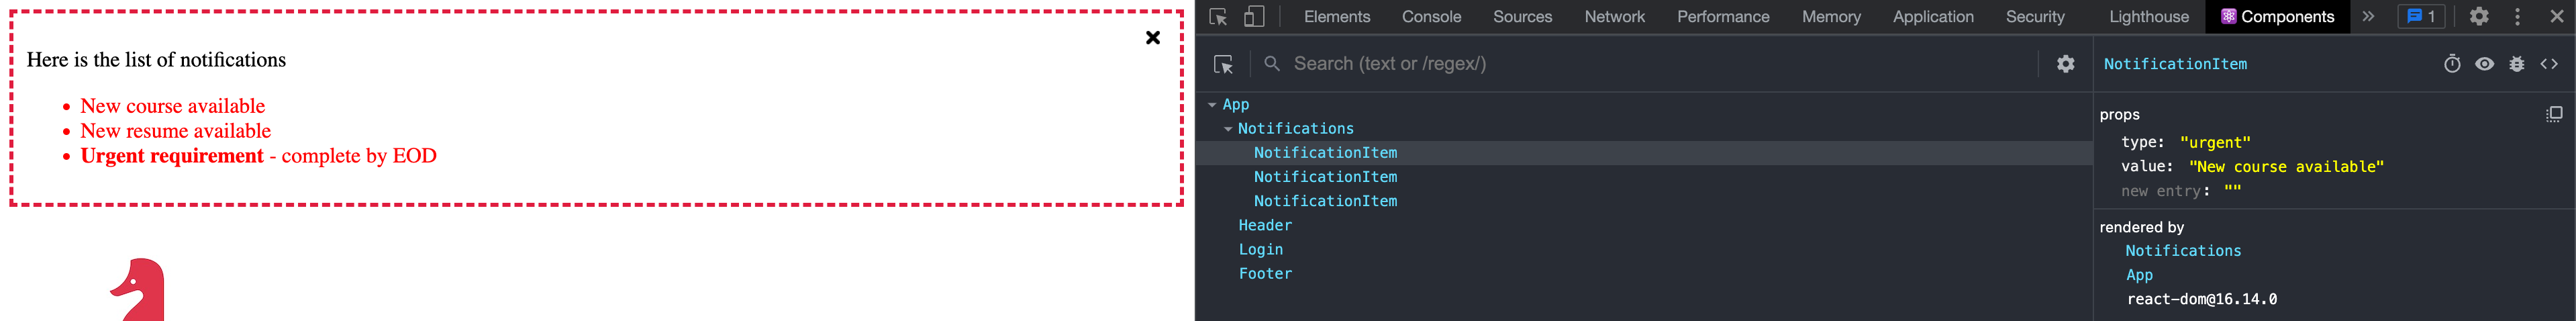 Here is the list of notifications
New course available
New resume available
Urgent requirement - complete by EOD
Elements Console Sources Network Performance Memory Application Security Lighthouse Components 1
Search (text or /regex/)
App
Notifications
NotificationItem
NotificationItem
NotificationItem
Header
Login
Footer
NotificationItem
props
type: "urgent"
value: "New course available"
new entry: ""
rendered by
Notifications
App
react-dom@16.14.0